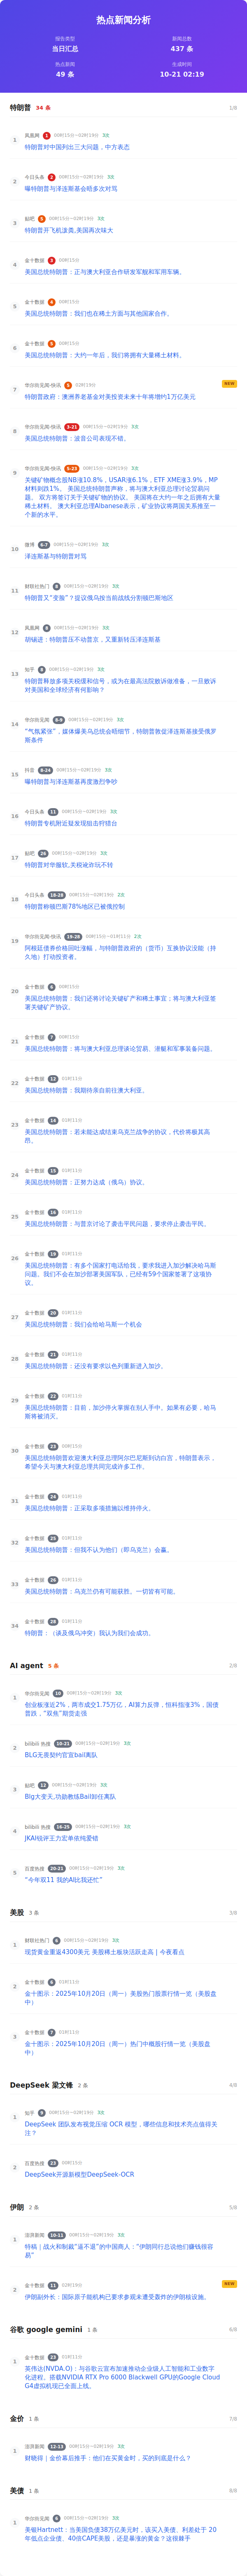 热点新闻分析
报告类型
新闻总数
当日汇总
437 条
热点新闻
生成时间
49 条
10-21 02:19
特朗普 34 条 1/8
1 凤凰网 1 00时15分~02时19分 3次
特朗普对中国列出三大问题，中方表态
2 今日头条 2 00时15分~02时19分 3次
曝特朗普与泽连斯基会晤多次对骂
3 贴吧 5 00时15分~02时19分 3次
特朗普开飞机泼粪,美国再次味大
4 金十数据 3 00时15分
美国总统特朗普：正与澳大利亚合作研发军舰和军用车辆。
5 金十数据 4 00时15分
美国总统特朗普：我们也在稀土方面与其他国家合作。
6 金十数据 5 00时15分
美国总统特朗普：大约一年后，我们将拥有大量稀土材料。
7 华尔街见闻-快讯 5 02时19分 NEW
特朗普政府：澳洲养老基金对美投资未来十年将增约1万亿美元
8 华尔街见闻-快讯 3-21 00时15分~02时19分 3次
美国总统特朗普：波音公司表现不错。
9 华尔街见闻-快讯 5-23 00时15分~02时19分 3次
关键矿物概念股NB涨10.8%，USAR涨6.1%，ETF XME涨3.9%，MP
材料则跌1%。 美国总统特朗普声称，将与澳大利亚总理讨论贸易问
题。 双方将签订关于关键矿物的协议。 美国将在大约一年之后拥有大量
稀土材料。 澳大利亚总理Albanese表示，矿业协议将两国关系推至一
个新的水平。
10 微博 6-7 00时15分~02时19分 3次
泽连斯基与特朗普对骂
11 财联社热门 8 00时15分~02时19分 3次
特朗普又“变脸”？提议俄乌按当前战线分割顿巴斯地区
12 凤凰网 8 00时15分~02时19分 3次
胡锡进：特朗普压不动普京，又重新转压泽连斯基
13 知乎 9 00时15分~02时19分 3次
特朗普释放多项关税缓和信号，或为在最高法院败诉做准备，一旦败诉
对美国和全球经济有何影响？
14 华尔街见闻 8-9 00时15分~02时19分 3次
“气氛紧张”，媒体爆美乌总统会晤细节，特朗普敦促泽连斯基接受俄罗
斯条件
15 抖音 8-24 00时15分~02时19分 3次
曝特朗普与泽连斯基再度激烈争吵
16 今日头条 11 00时15分~02时19分 3次
特朗普专机附近疑发现狙击狩猎台
17 贴吧 26 00时15分~02时19分 3次
特朗普对华服软,关税讹诈玩不转
18 今日头条 18-28 00时15分~02时19分 3次
特朗普称顿巴斯78%地区已被俄控制
19 华尔街见闻-快讯 19-28 00时15分~01时11分 2次
阿根廷债券价格回吐涨幅，与特朗普政府的（货币）互换协议没能（持
久地）打动投资者。
20 金十数据 6 00时15分
美国总统特朗普：我们还将讨论关键矿产和稀土事宜；将与澳大利亚签
署关键矿产协议。
21 金十数据 7 00时15分
美国总统特朗普：将与澳大利亚总理谈论贸易、潜艇和军事装备问题。
22 金十数据 12 01时11分
美国总统特朗普：我期待亲自前往澳大利亚。
23 金十数据 14 01时11分
美国总统特朗普：若未能达成结束乌克兰战争的协议，代价将极其高
昂。
24 金十数据 15 01时11分
美国总统特朗普：正努力达成（俄乌）协议。
25 金十数据 16 01时11分
美国总统特朗普：与普京讨论了袭击平民问题，要求停止袭击平民。
26 金十数据 19 01时11分
美国总统特朗普：有多个国家打电话给我，要求我进入加沙解决哈马斯
问题。我们不会在加沙部署美国军队，已经有59个国家签署了这项协
议。
27 金十数据 20 01时11分
美国总统特朗普：我们会给哈马斯一个机会
28 金十数据 21 01时11分
美国总统特朗普：还没有要求以色列重新进入加沙。
29 金十数据 22 01时11分
美国总统特朗普：目前，加沙停火掌握在别人手中。如果有必要，哈马
斯将被消灭。
30 金十数据 23 00时15分
美国总统特朗普欢迎澳大利亚总理阿尔巴尼斯到访白宫，特朗普表示，
希望今天与澳大利亚总理共同完成许多工作。
31 金十数据 24 01时11分
美国总统特朗普：正采取多项措施以维持停火。
32 金十数据 25 01时11分
美国总统特朗普：但我不认为他们（即乌克兰）会赢。
33 金十数据 26 01时11分
美国总统特朗普：乌克兰仍有可能获胜。一切皆有可能。
34 金十数据 28 01时11分
特朗普：（谈及俄乌冲突）我认为我们会成功。
AI agent 5 条 2/8
1 华尔街见闻 10 00时15分~02时19分 3次
创业板涨近2%，两市成交1.75万亿，AI算力反弹，恒科指涨3%，国债
普跌，“双焦”期货走强
2 bilibili 热搜 10-21 00时15分~02时19分 3次
BLG无畏契约官宣bail离队
3 贴吧 12 00时15分~02时19分 3次
Blg大变天,功勋教练Bail卸任离队
4 bilibili 热搜 16-25 00时15分~02时19分 3次
JKAI锐评王力宏单依纯爱错
5 百度热搜 20-21 00时15分~02时19分 3次
“今年双11 我的AI比我还忙”
美股 3 条 3/8
1 财联社热门 6 00时15分~02时19分 3次
现货黄金重返4300美元 美股稀土板块活跃走高 | 今夜看点
2 金十数据 6 01时11分
金十图示：2025年10月20日（周一）美股热门股票行情一览（美股盘
中）
3 金十数据 7 01时11分
金十图示：2025年10月20日（周一）热门中概股行情一览（美股盘
中）
DeepSeek 梁文锋 2 条 4/8
1 知乎 9 00时15分~02时19分 3次
DeepSeek 团队发布视觉压缩 OCR 模型，哪些信息和技术亮点值得关
注？
2 百度热搜 23 00时15分
DeepSeek开源新模型DeepSeek-OCR
伊朗 2 条 5/8
1 澎湃新闻 10-11 00时15分~02时19分 3次
特稿｜战火和制裁“逼不退”的中国商人：“伊朗同行总说他们赚钱很容
易”
2 金十数据 11 02时19分 NEW
伊朗副外长：国际原子能机构已要求参观未遭受轰炸的伊朗核设施。
谷歌 google gemini 1 条 6/8
1 金十数据 23 01时11分
英伟达(NVDA.O)：与谷歌云宣布加速推动企业级人工智能和工业数字
化进程。搭载NVIDIA RTX Pro 6000 Blackwell GPU的Google Cloud
G4虚拟机现已全面上线。
金价 1 条 7/8
1 澎湃新闻 12-13 00时15分~02时19分 3次
财晓得｜金价暴后推手：他们在买黄金时，买的到底是什么？
美债 1 条 8/8
1 华尔街见闻 6 00时15分~02时19分 3次
美银Hartnett：当美国负债38万亿美元时，该买入美债、利差处于 20
年低点企业债、40倍CAPE美股，还是暴涨的黄金？这很棘手